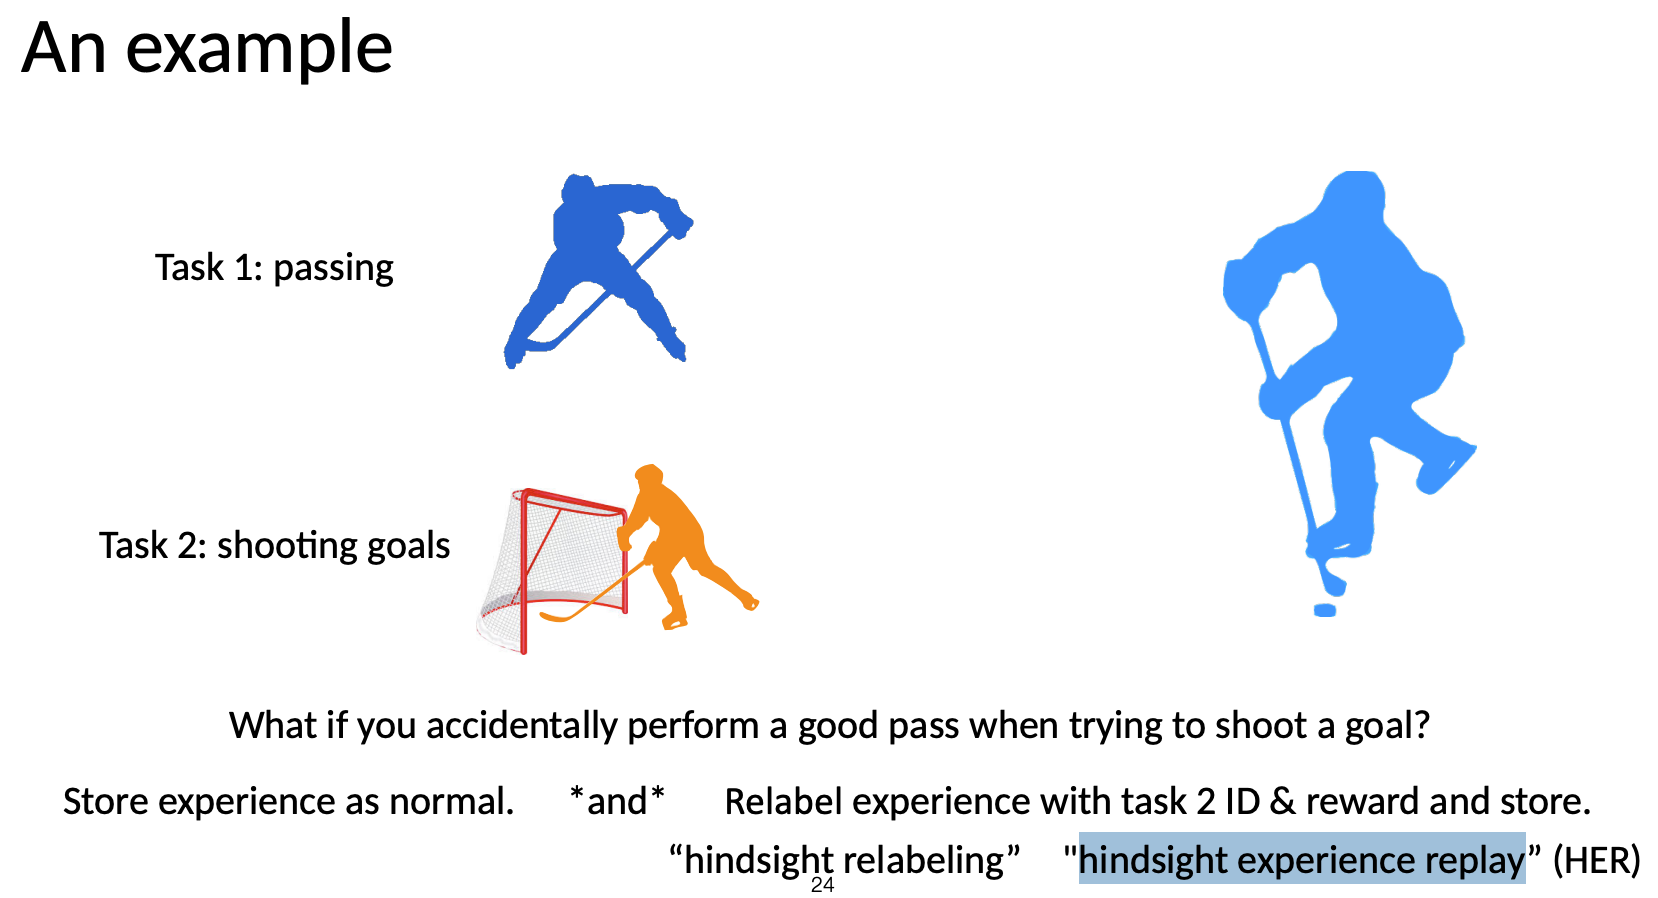 An example
Task 1: passing
Task 2: shooting goals
What if you accidentally perform a good pass when trying to shoot a goal?
Store experience as normal. *and* Relabel experience with task 2 ID & reward and store.
“hindsight relabeling” "hindsight experience replay” (HER)
24